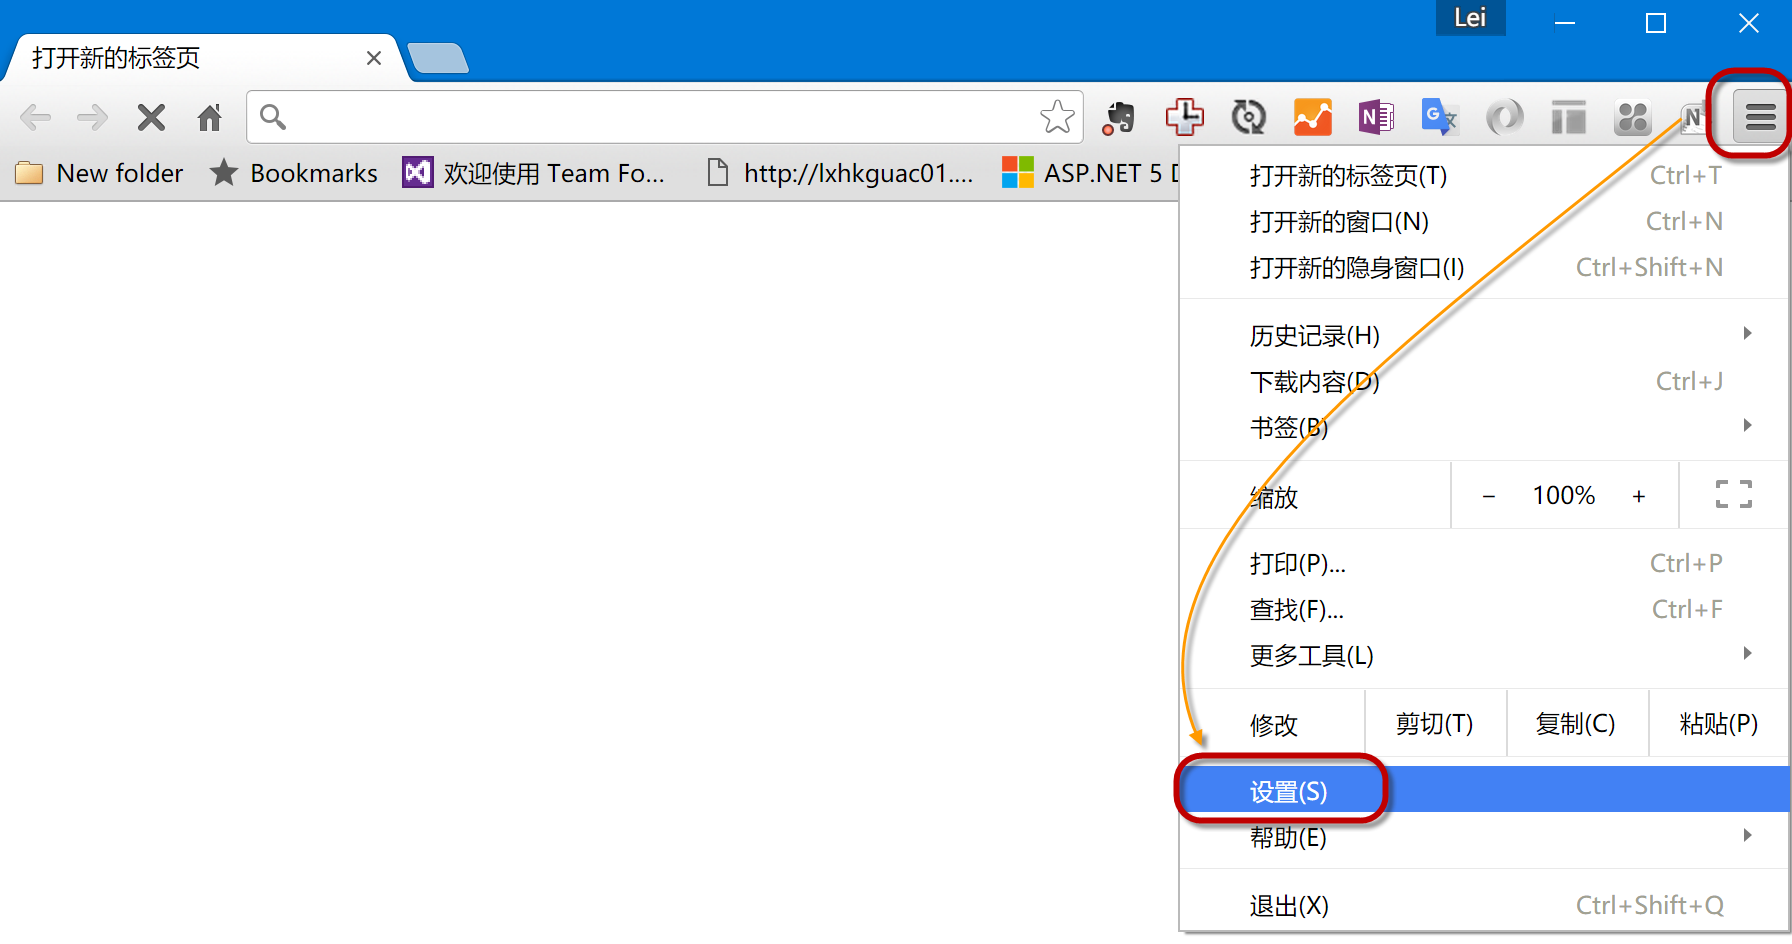 Lei
打开新的标签页
New folder
Bookmarks
欢迎使用 Team Fo...
http://lxhkguac01....
ASP.NET 5 D
打开新的标签页(T) Ctrl+T
打开新的窗口(N) Ctrl+N
打开新的隐身窗口(I) Ctrl+Shift+N
历史记录(H)
下载内容(D) Ctrl+J
书签(B)
缩放 − 100% +
打印(P)... Ctrl+P
查找(F)... Ctrl+F
更多工具(L)
修改 剪切(T) 复制(C) 粘贴(P)
设置(S)
帮助(E)
退出(X) Ctrl+Shift+Q